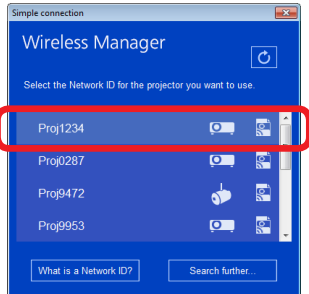 Simple connection
Wireless Manager
Select the Network ID for the projector you want to use.
Proj1234
Proj0287
Proj9472
Proj9953
What is a Network ID?
Search further...